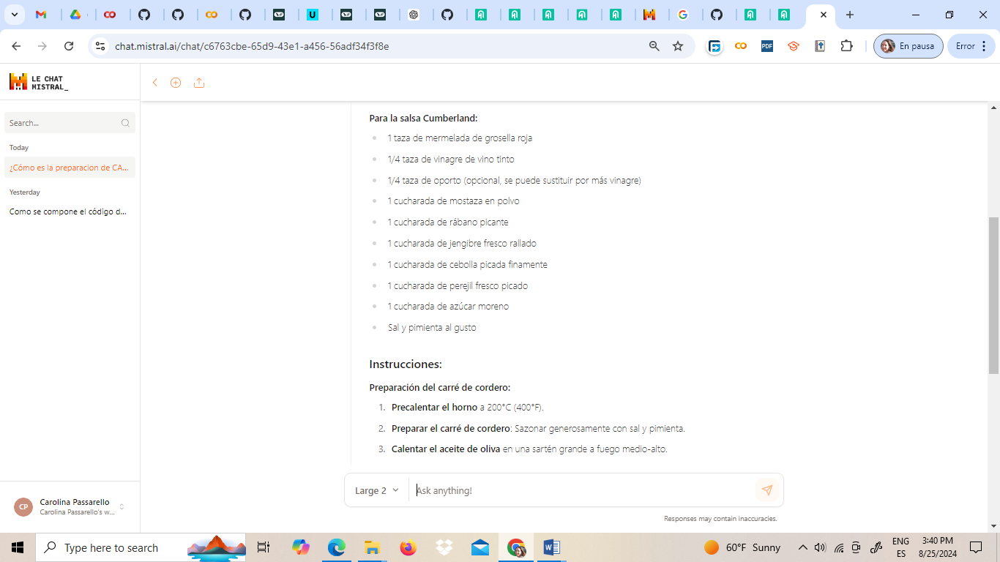 chat.mistral.ai/chat/c6763cbe-65d9-43e1-a456-56adf34f3f8e
PDF
En pausa
Error
LE CHAT
MISTRAL_
Search...
Today
¿Cómo es la preparacion de CA...
Yesterday
Como se compone el código d...
Para la salsa Cumberland:
1 taza de mermelada de grosella roja
1/4 taza de vinagre de vino tinto
1/4 taza de oporto (opcional, se puede sustituir por más vinagre)
1 cucharada de mostaza en polvo
1 cucharada de rábano picante
1 cucharada de jengibre fresco rallado
1 cucharada de cebolla picada finamente
1 cucharada de perejil fresco picado
1 cucharada de azúcar moreno
Sal y pimienta al gusto
Instrucciones:
Preparación del carré de cordero:
1. Precalentar el horno a 200°C (400°F).
2. Preparar el carré de cordero: Sazonar generosamente con sal y pimienta.
3. Calentar el aceite de oliva en una sartén grande a fuego medio-alto.
Large 2
Ask anything!
Responses may contain inaccuracies.
CP
Carolina Passarello
Carolina Passarello's w...
Type here to search
60°F Sunny
ENG
ES
3:40 PM
8/25/2024